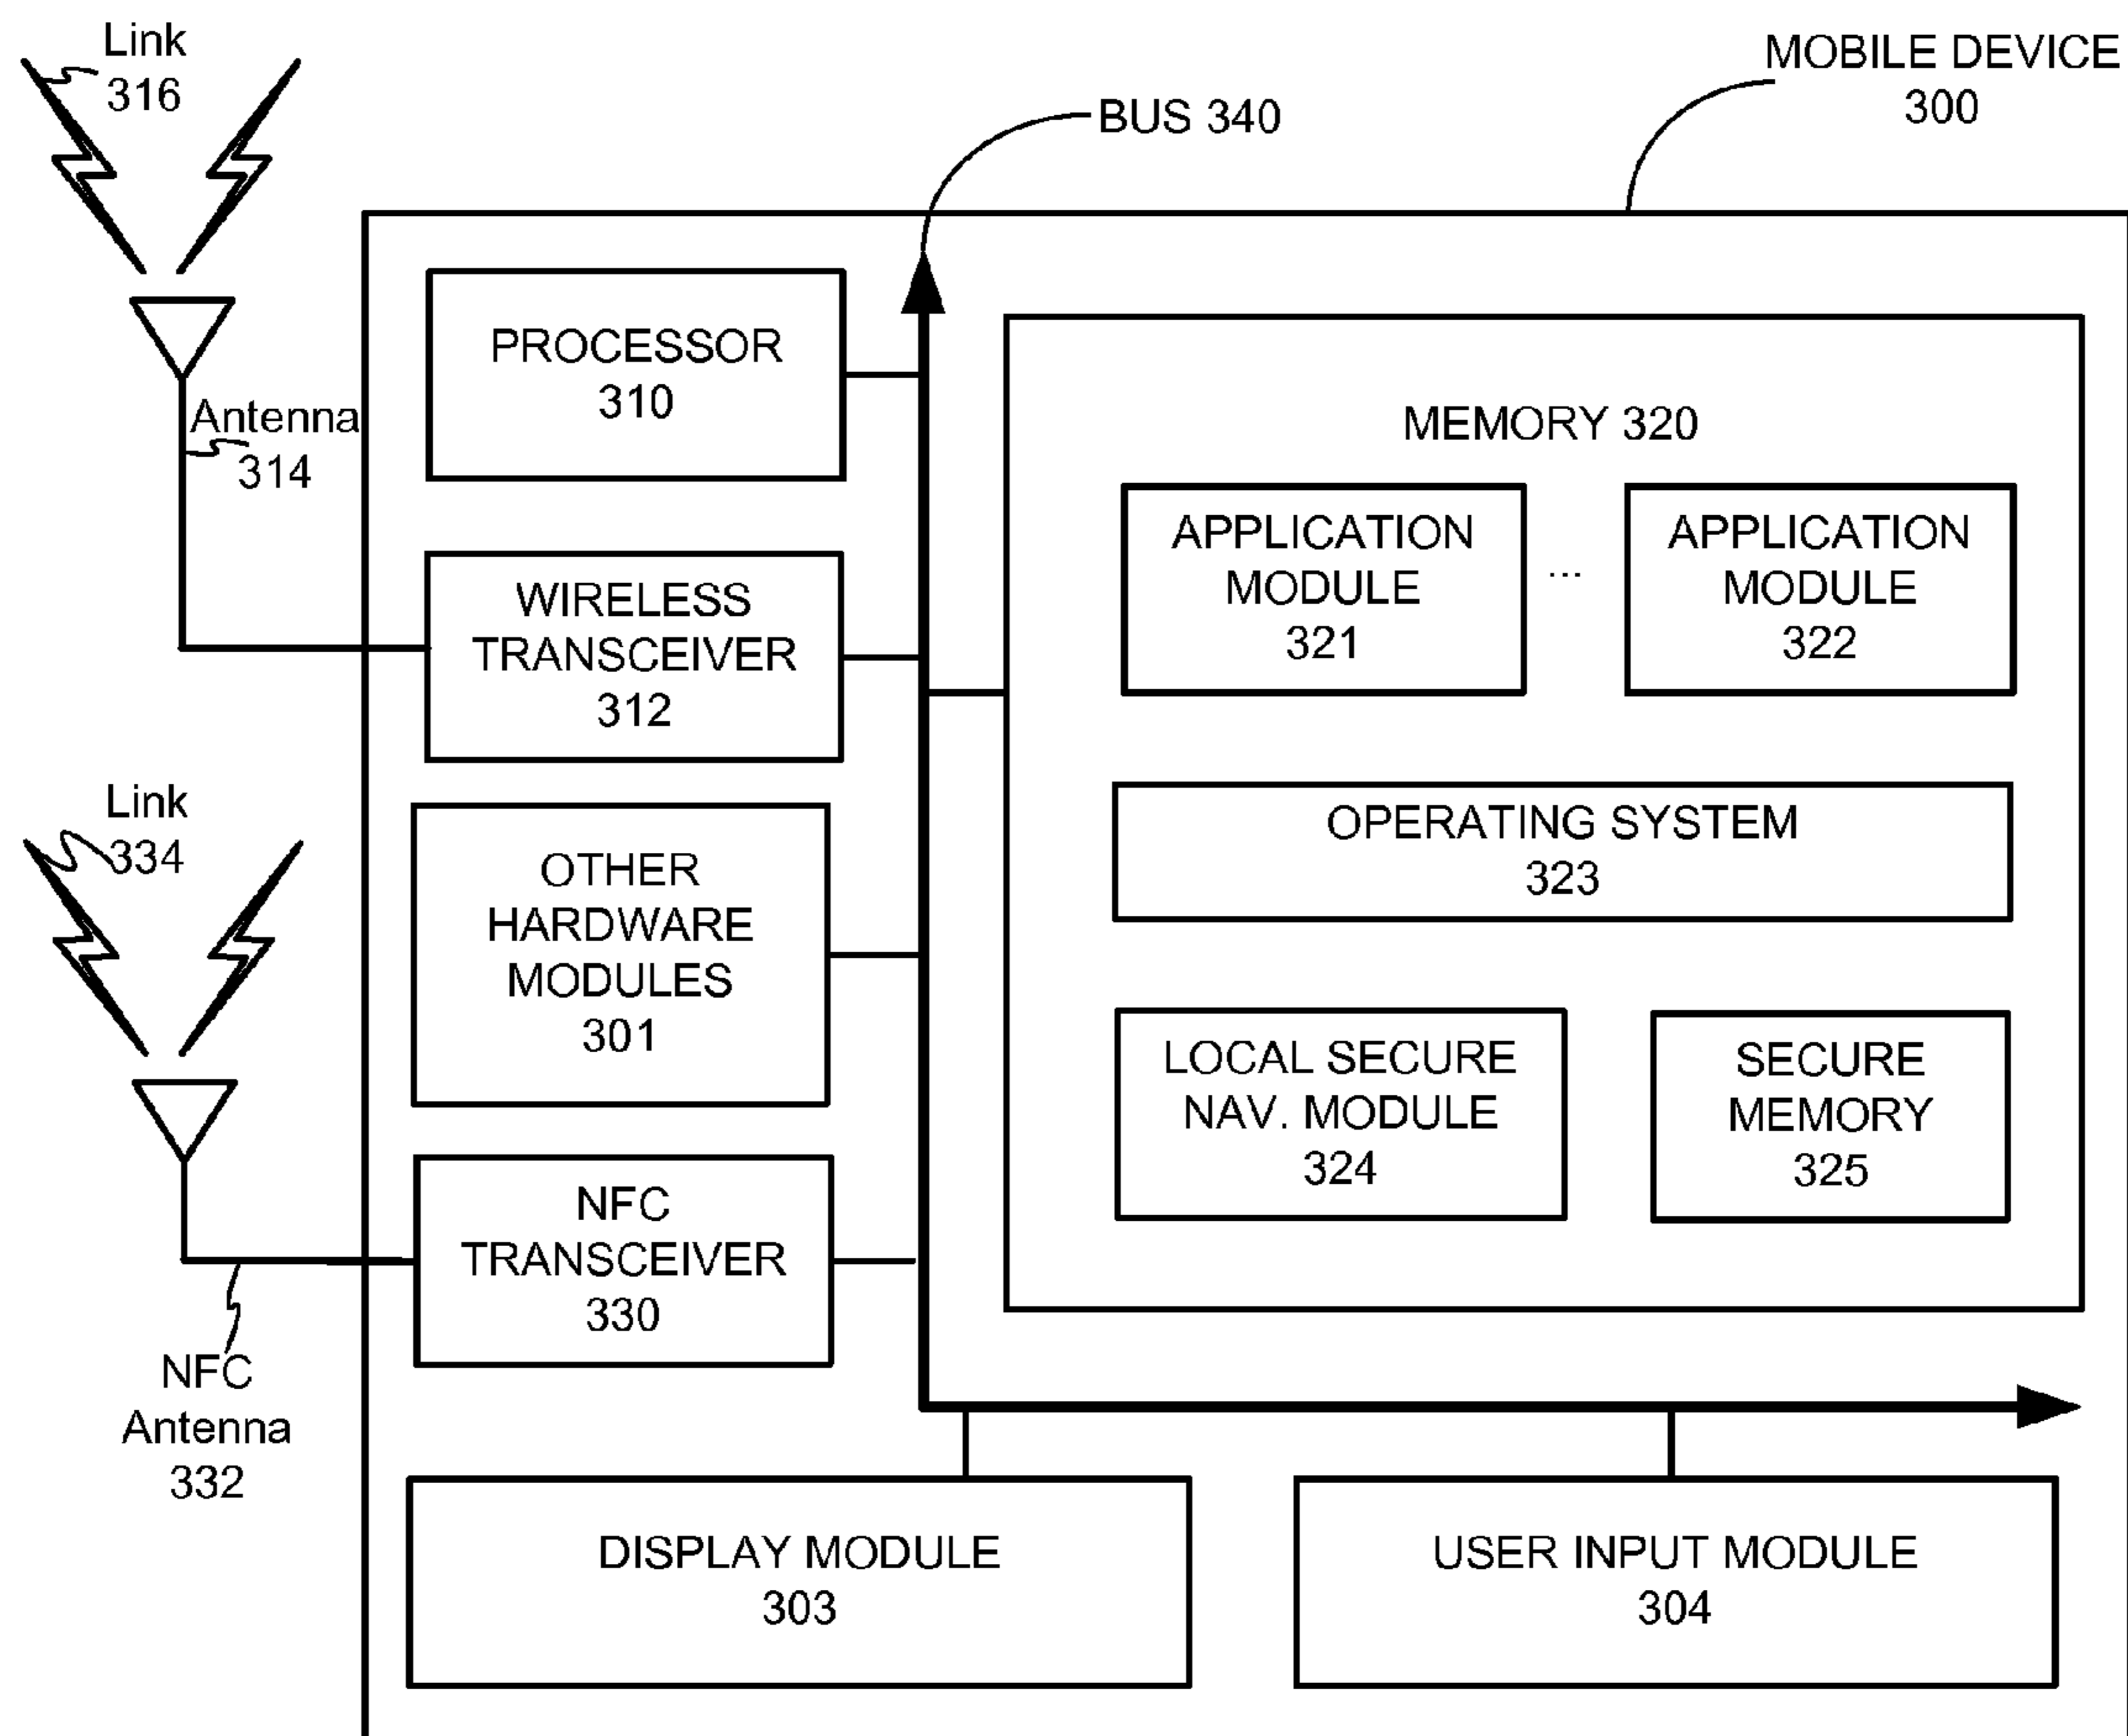 Link
316
MOBILE DEVICE
300
BUS 340
PROCESSOR
310
Antenna
314
MEMORY 320
APPLICATION
MODULE
321
...
APPLICATION
MODULE
322
WIRELESS
TRANSCEIVER
312
Link
334
OPERATING SYSTEM
323
OTHER
HARDWARE
MODULES
301
LOCAL SECURE
NAV. MODULE
324
SECURE
MEMORY
325
NFC
TRANSCEIVER
330
NFC
Antenna
332
DISPLAY MODULE
303
USER INPUT MODULE
304